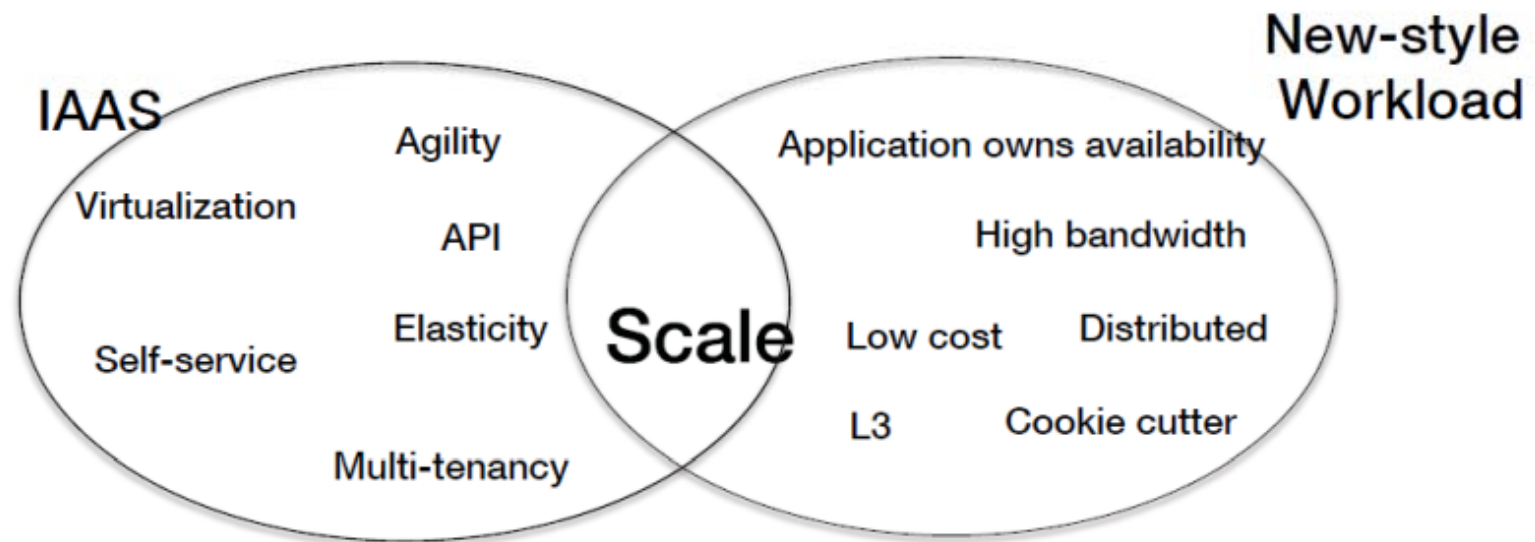 New-style
Workload
IAAS
Agility
Virtualization
API
Elasticity
Self-service
Multi-tenancy
Scale
Application owns availability
High bandwidth
Low cost
Distributed
L3
Cookie cutter